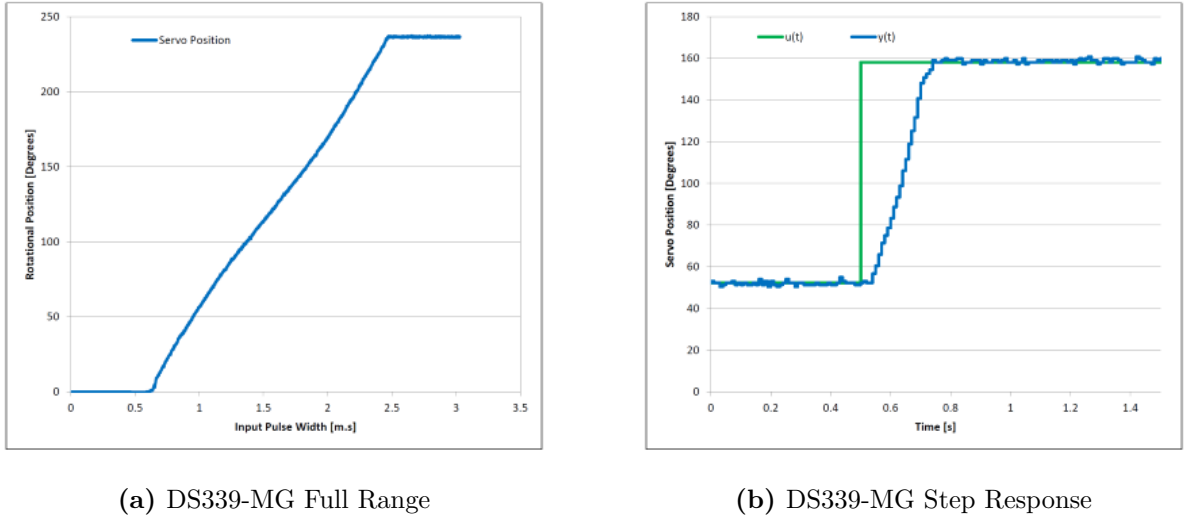 250
200
150
100
50
0
Servo Position
Rotational Position [Degrees]
0 0.5 1 1.5 2 2.5 3 3.5
Input Pulse Width [m.s]
(a) DS339-MG Full Range
180
160
140
120
100
80
60
40
20
0
u(t) y(t)
Servo Position [Degrees]
0 0.2 0.4 0.6 0.8 1 1.2 1.4
Time [s]
(b) DS339-MG Step Response